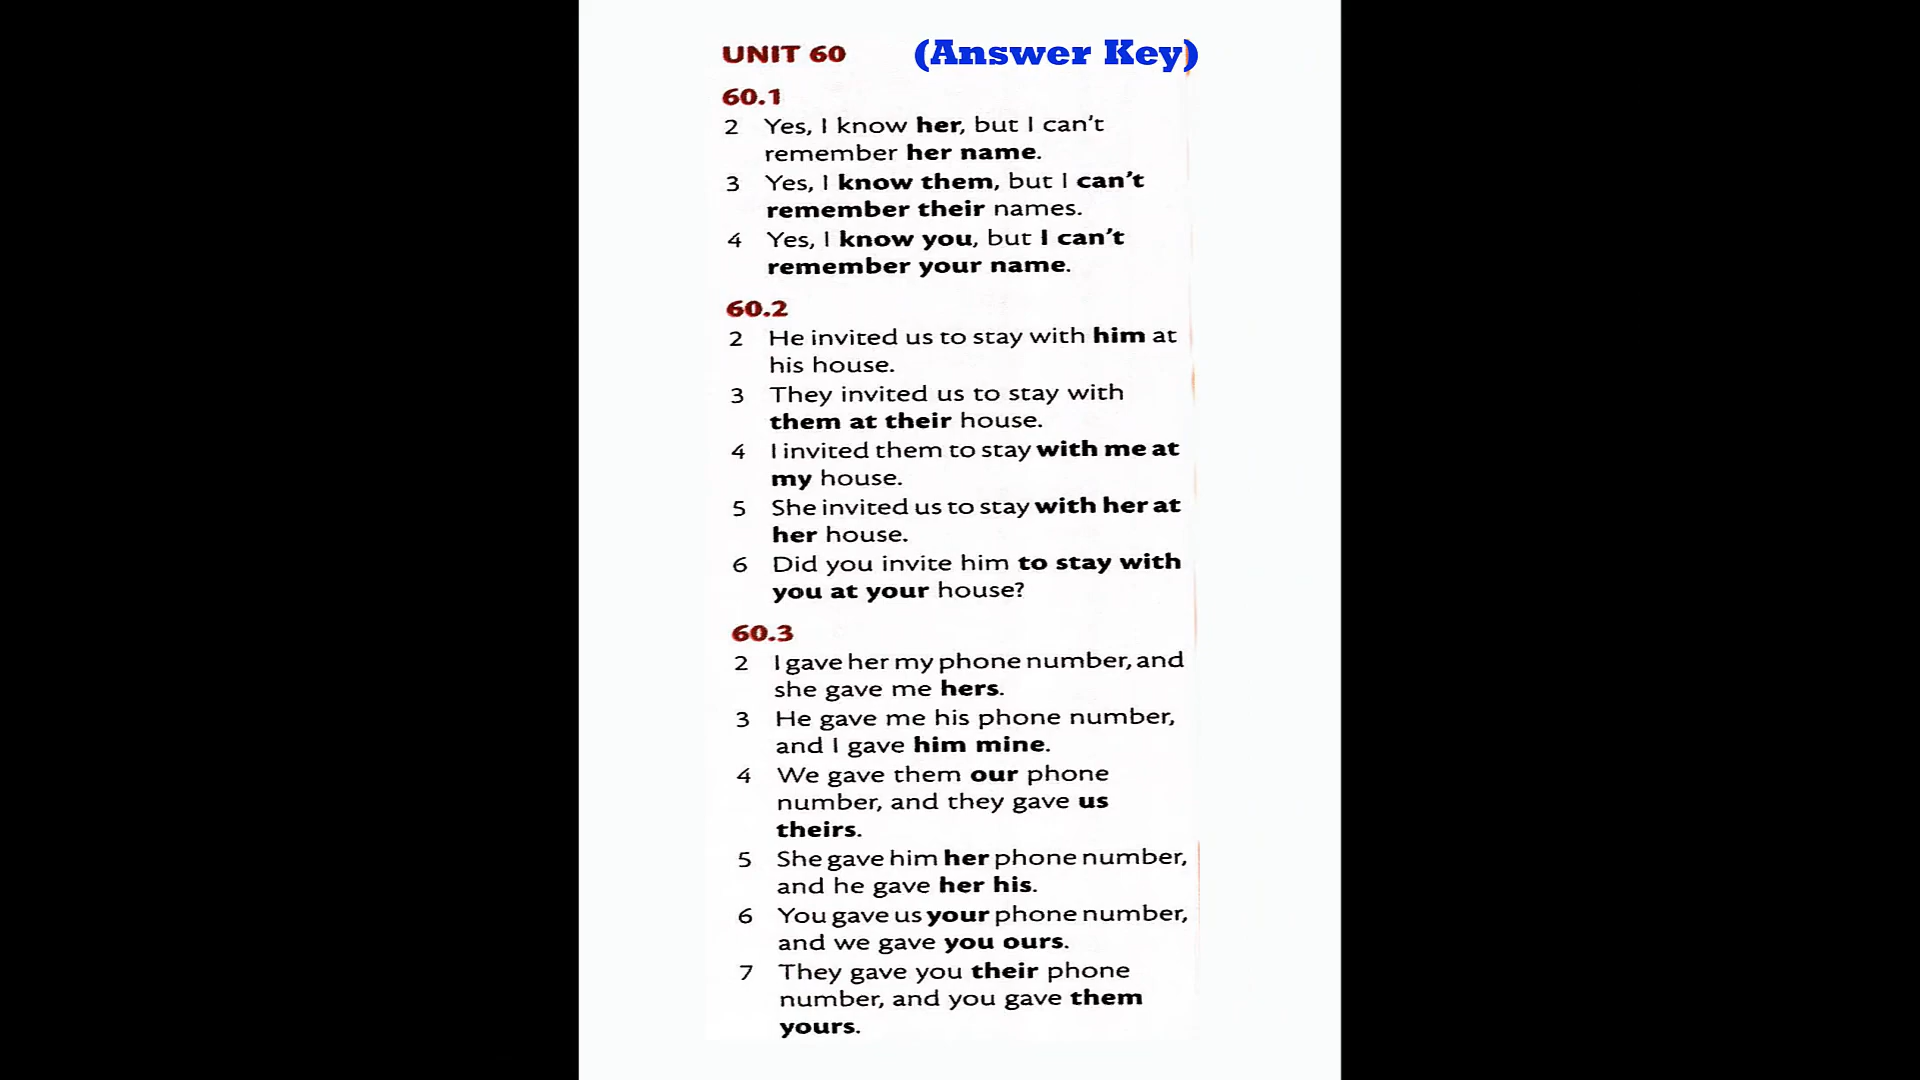 UNIT 60 (Answer Key)
60.1
2 Yes, I know her, but I can't
remember her name.
3 Yes, I know them, but I can't
remember their names.
4 Yes, I know you, but I can't
remember your name.
60.2
2 He invited us to stay with him at
his house.
3 They invited us to stay with
them at their house.
4 I invited them to stay with me at
my house.
5 She invited us to stay with her at
her house.
6 Did you invite him to stay with
you at your house?
60.3
2 I gave her my phone number, and
she gave me hers.
3 He gave me his phone number,
and I gave him mine.
4 We gave them our phone
number, and they gave us
theirs.
5 She gave him her phone number,
and he gave her his.
6 You gave us your phone number,
and we gave you ours.
7 They gave you their phone
number, and you gave them
yours.